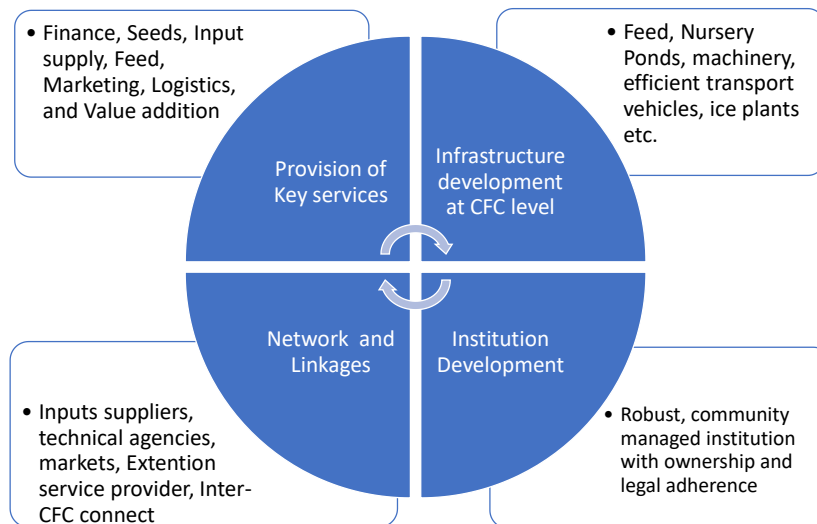 • Finance, Seeds, Input
supply, Feed,
Marketing, Logistics,
and Value addition
• Feed, Nursery
Ponds, machinery,
efficient transport
vehicles, ice plants
etc.
Provision of
Key services
Infrastructure
development
at CFC level
Network and
Linkages
Institution
Development
• Inputs suppliers,
technical agencies,
markets, Extention
service provider, Inter-
CFC connect
• Robust, community
managed institution
with ownership and
legal adherence